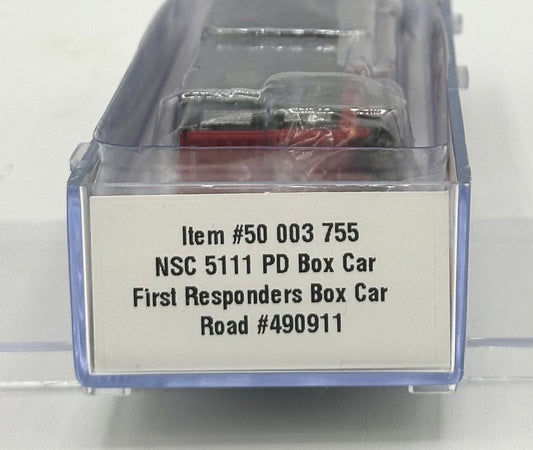 Item #50 003 755
NSC 5111 PD Box Car
First Responders Box Car
Road #490911